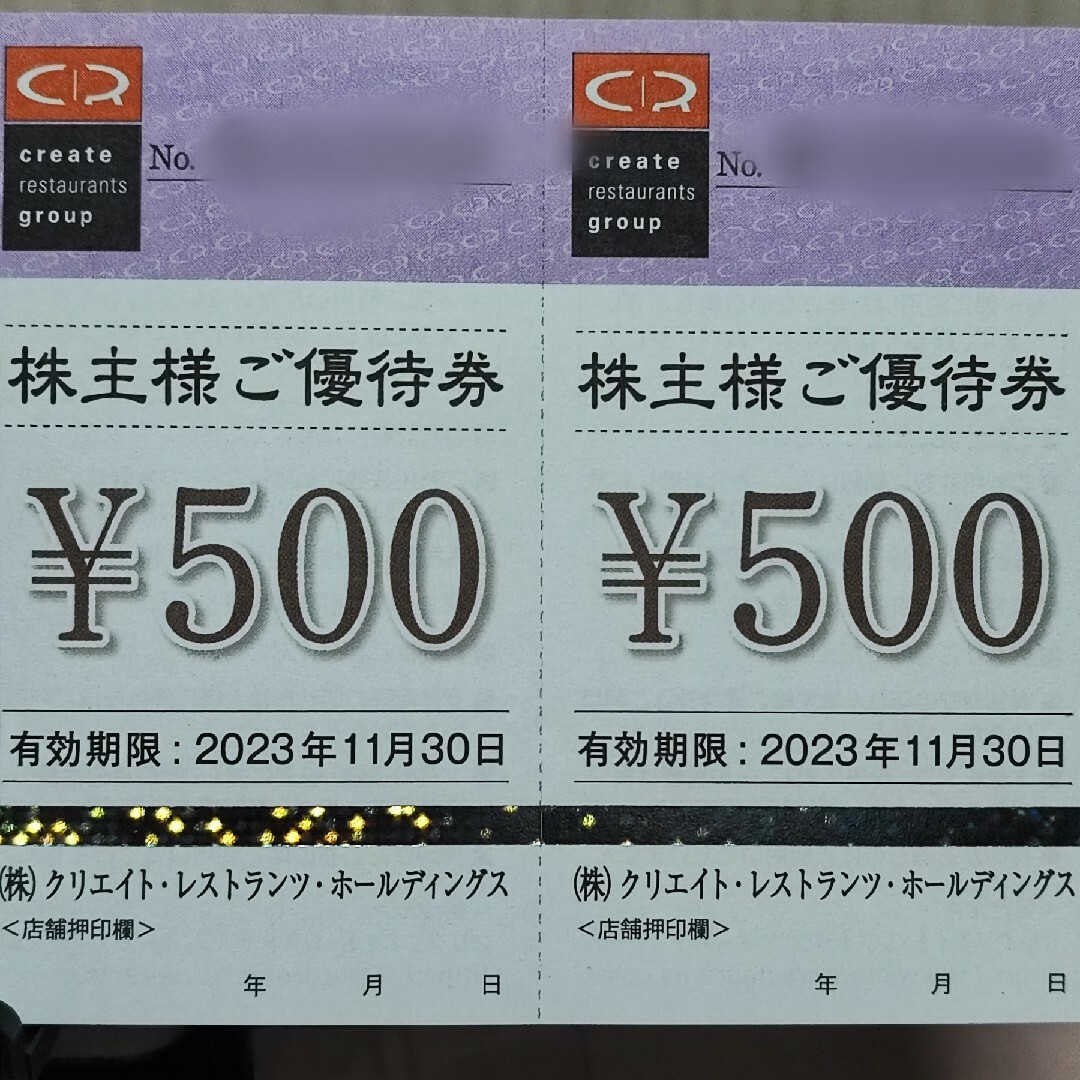 CR
create
restaurants
group
No.
株主様ご優待券
¥500
有効期限：2023年11月30日
㈱クリエイト・レストランツ・ホールディングス
＜店舗押印欄＞
年 月 日
CR
create
restaurants
group
No.
株主様ご優待券
¥500
有効期限：2023年11月30日
㈱クリエイト・レストランツ・ホールディングス
＜店舗押印欄＞
年 月 日